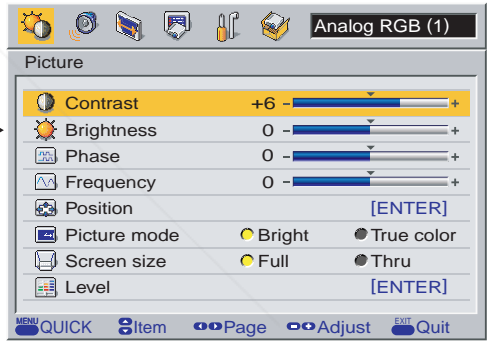 Analog RGB (1)
Picture
Contrast +6 - +
Brightness 0 - +
Phase 0 - +
Frequency 0 - +
Position [ENTER]
Picture mode Bright True color
Screen size Full Thru
Level [ENTER]
MENU QUICK Item Page Adjust EXIT Quit